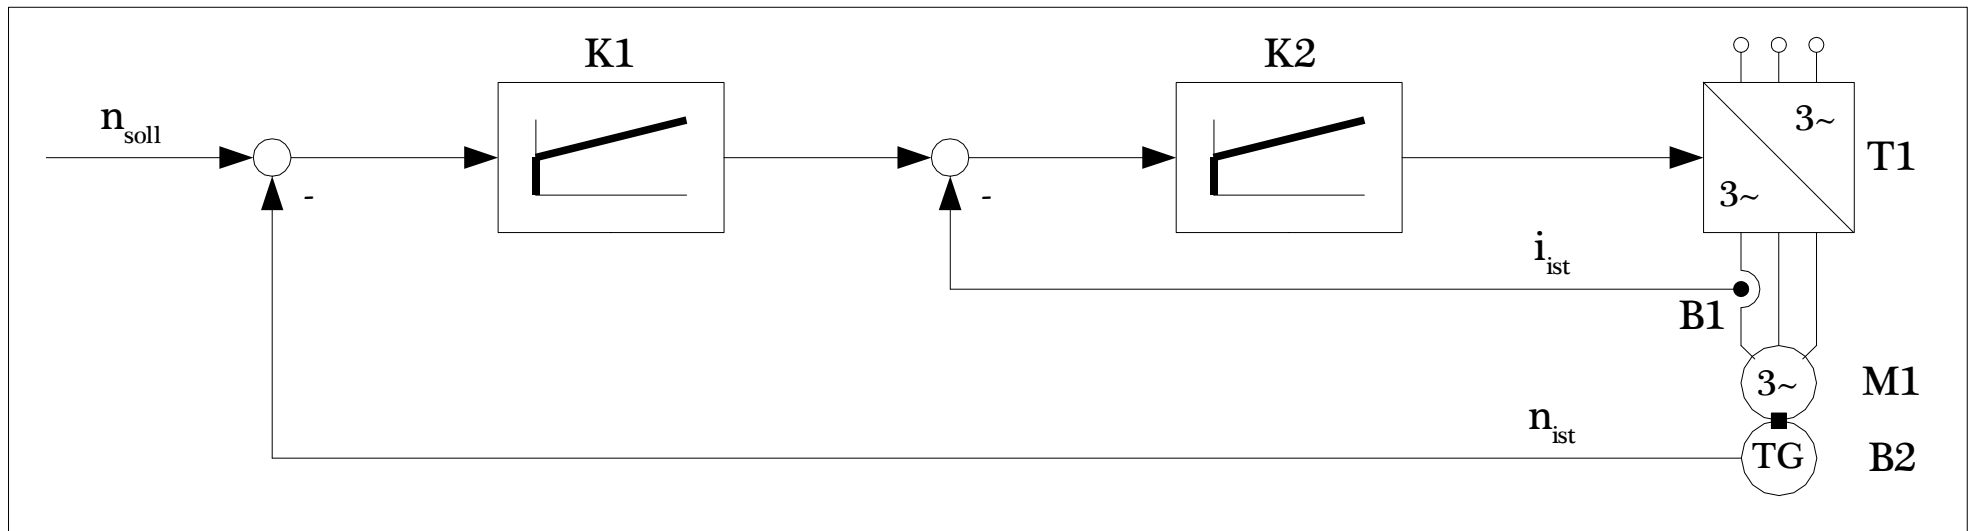 K1
K2
n_soll
3~
T1
-
-
3~
i_ist
B1
3~
M1
n_ist
TG
B2